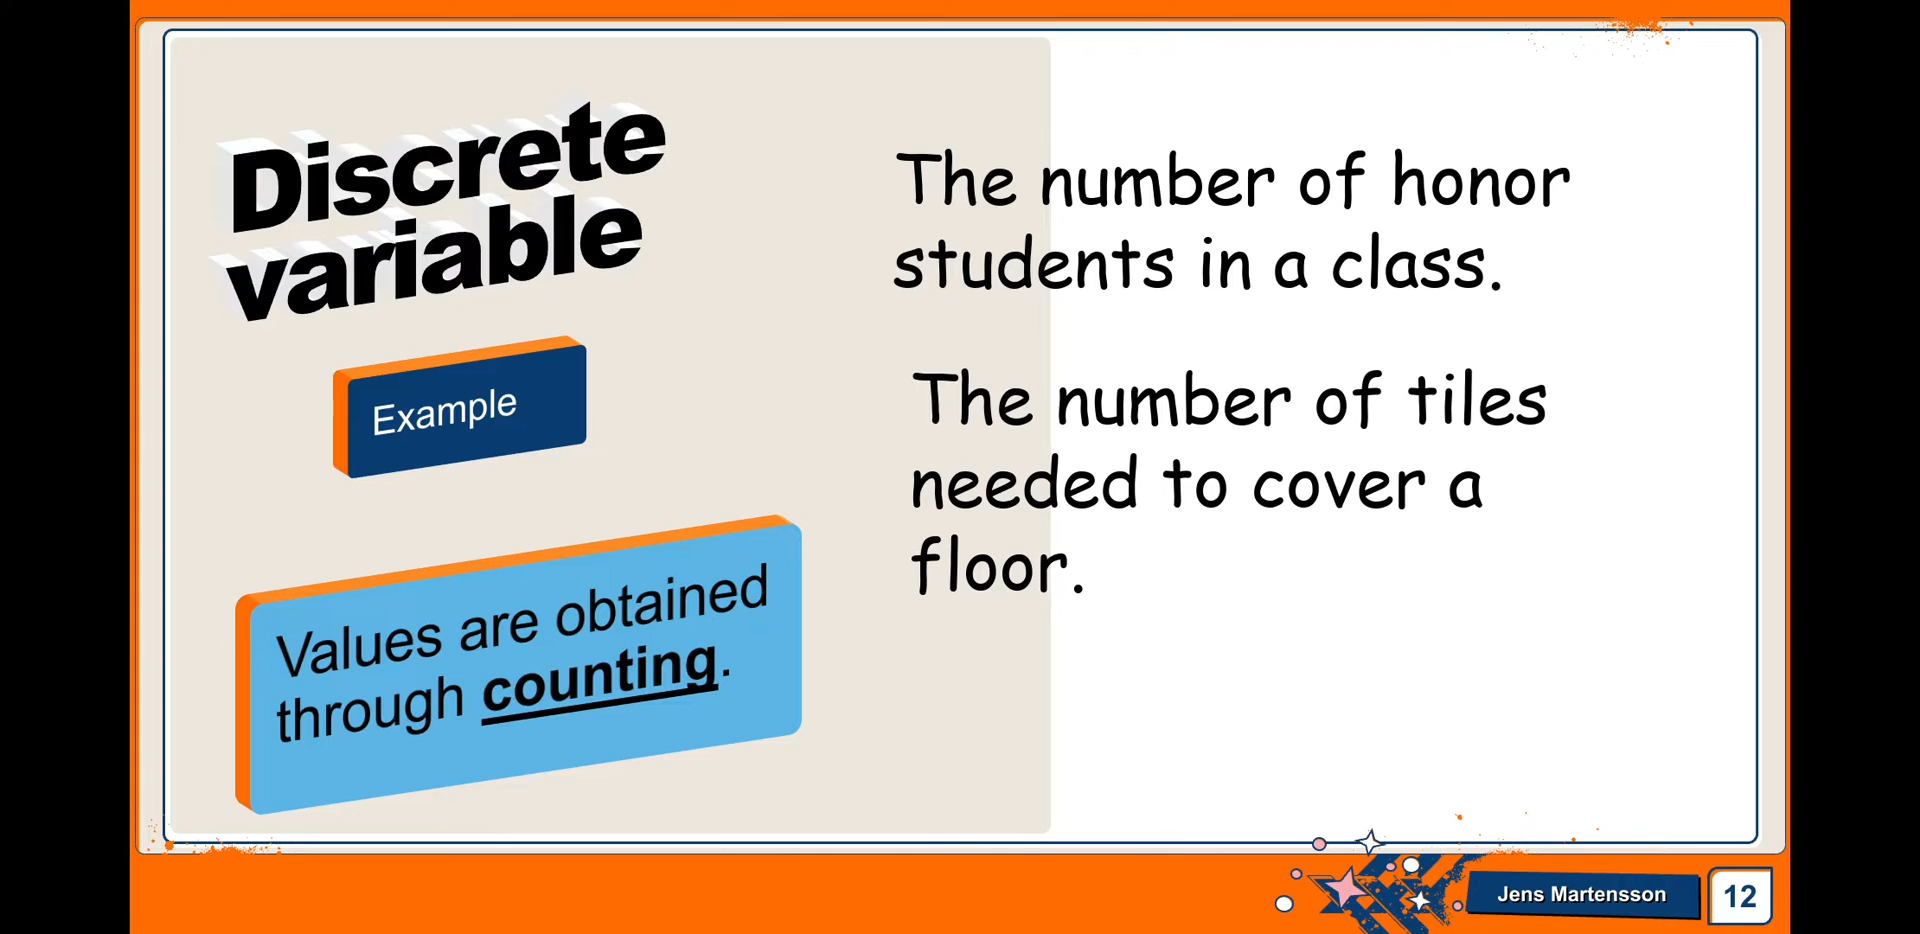 Discrete
variable
Example
Values are obtained
through counting.
The number of honor
students in a class.
The number of tiles
needed to cover a
floor.
Jens Martensson
12